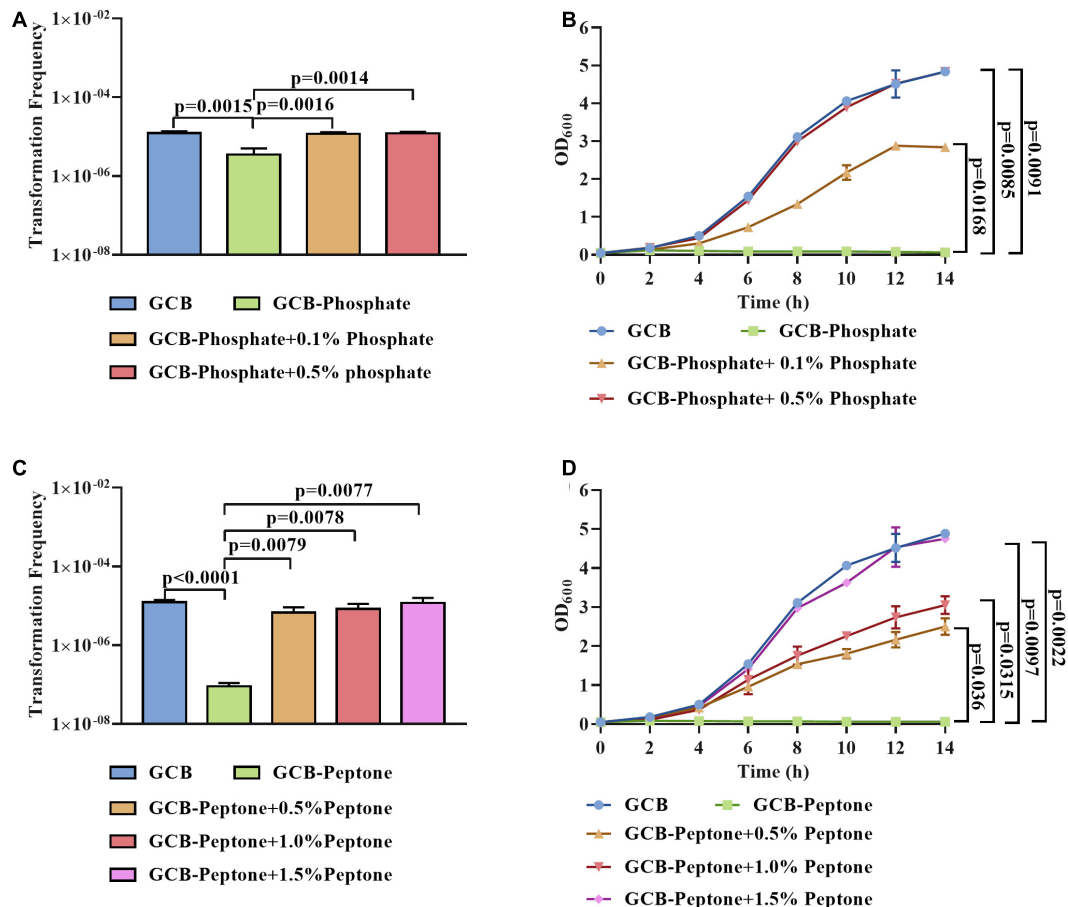 A
Transformation Frequency
1×10-02
1×10-04
1×10-06
1×10-08
p=0.0014
p=0.0015
p=0.0016
GCB
GCB-Phosphate
GCB-Phosphate+0.1% Phosphate
GCB-Phosphate+0.5% phosphate
B
OD600
6
5
4
3
2
1
0
0 2 4 6 8 10 12 14
Time (h)
p=0.0168
p=0.0085
p=0.0091
GCB
GCB-Phosphate
GCB-Phosphate+ 0.1% Phosphate
GCB-Phosphate+ 0.5% Phosphate
C
Transformation Frequency
1×10-02
1×10-04
1×10-06
1×10-08
p=0.0077
p=0.0078
p=0.0079
p<0.0001
GCB
GCB-Peptone
GCB-Peptone+0.5%Peptone
GCB-Peptone+1.0%Peptone
GCB-Peptone+1.5%Peptone
D
OD600
6
5
4
3
2
1
0
0 2 4 6 8 10 12 14
Time (h)
p=0.036
p=0.0315
p=0.0097
p=0.0022
GCB
GCB-Peptone
GCB-Peptone+0.5% Peptone
GCB-Peptone+1.0% Peptone
GCB-Peptone+1.5% Peptone